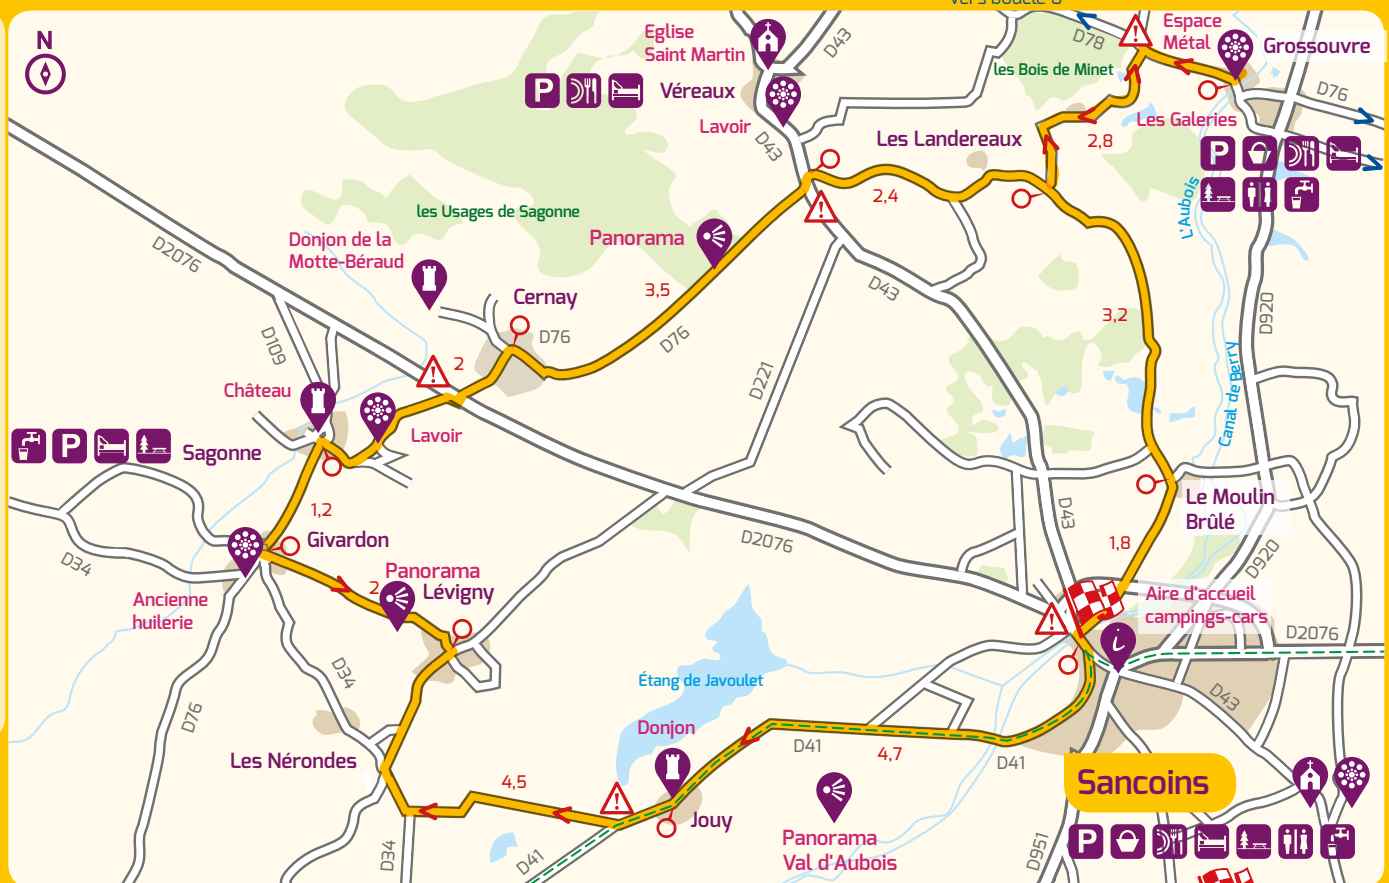 vers boucle 8
N
Eglise
Saint Martin
D43
D78
Espace
Métal
Grossouvre
les Bois de Minet
P
Véreaux
D76
Lavoir
Les Galeries
D43
Les Landereaux
2,8
P
2,4
L'Aubois
les Usages de Sagonne
Donjon de la
Motte-Béraud
Panorama
D2076
3,5
D43
Cernay
D76
D76
3,2
D920
D109
2
D221
Canal de Berry
Château
Lavoir
P
Sagonne
Le Moulin
Brûlé
1,2
D43
Givardon
D2076
1,8
D920
D34
Panorama
2
Lévigny
Ancienne
huilerie
Aire d'accueil
campings-cars
i
D2076
D34
Étang de Javoulet
D43
D76
Donjon
D41
4,7
D41
Les Nérondes
4,5
Sancoins
Jouy
Panorama
Val d'Aubois
D34
D41
D951
P